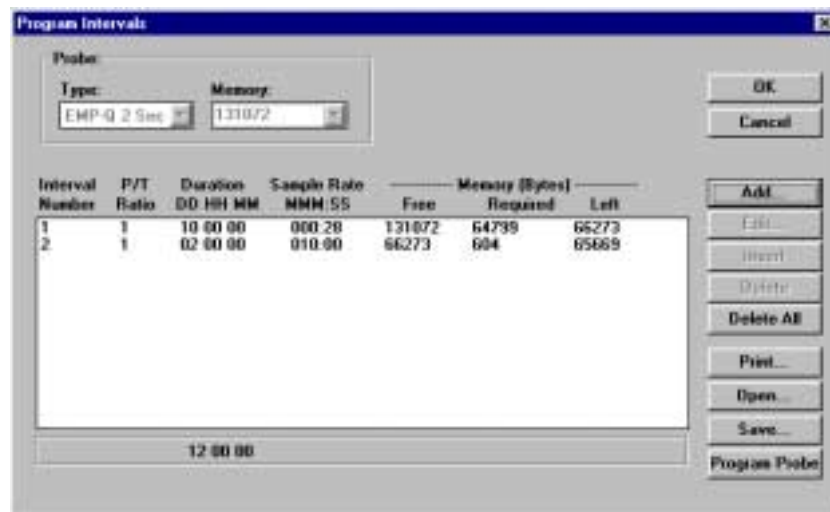 Program Intervals
Probe:
Type: Memory:
EMP-Q 2 Sec 131072
OK
Cancel
Interval P/T Duration Sample Rate Memory (Bytes)
Number Ratio DD HH MM MMM:SS Free Required Left
1 1 10 00 00 000:28 131072 64799 66273
2 1 02 00 00 010:00 66273 604 65669
12 00 00
Add...
Edit...
Insert
Delete
Delete All
Print...
Open...
Save...
Program Probe